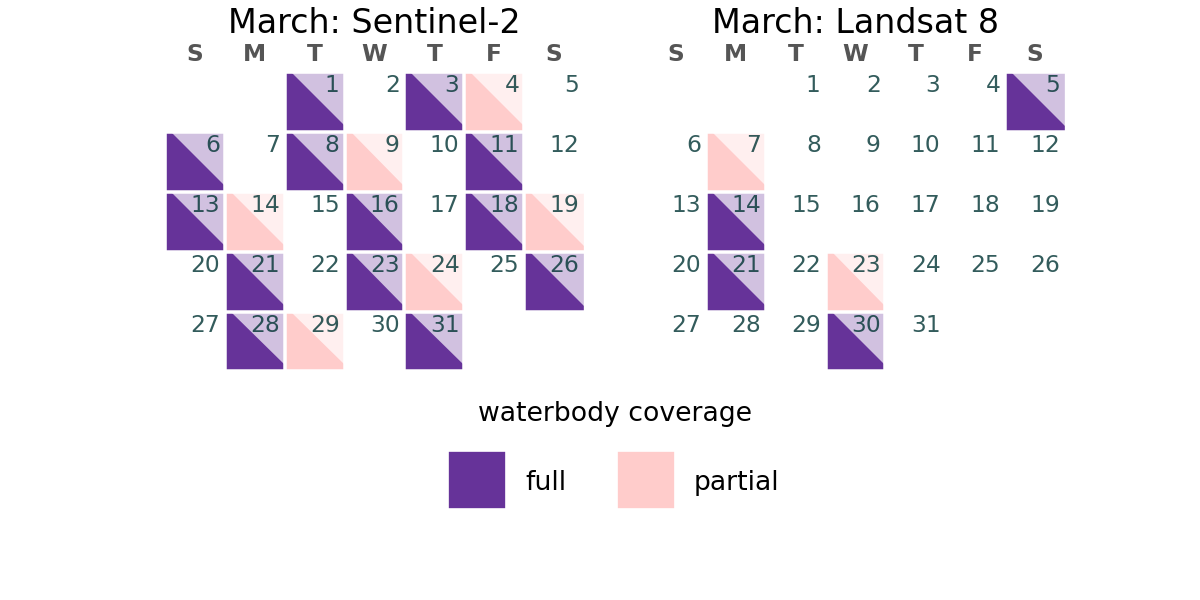 March: Sentinel-2
S M T W T F S
1 2 3 4 5
6 7 8 9 10 11 12
13 14 15 16 17 18 19
20 21 22 23 24 25 26
27 28 29 30 31
March: Landsat 8
S M T W T F S
1 2 3 4 5
6 7 8 9 10 11 12
13 14 15 16 17 18 19
20 21 22 23 24 25 26
27 28 29 30 31
waterbody coverage
full
partial